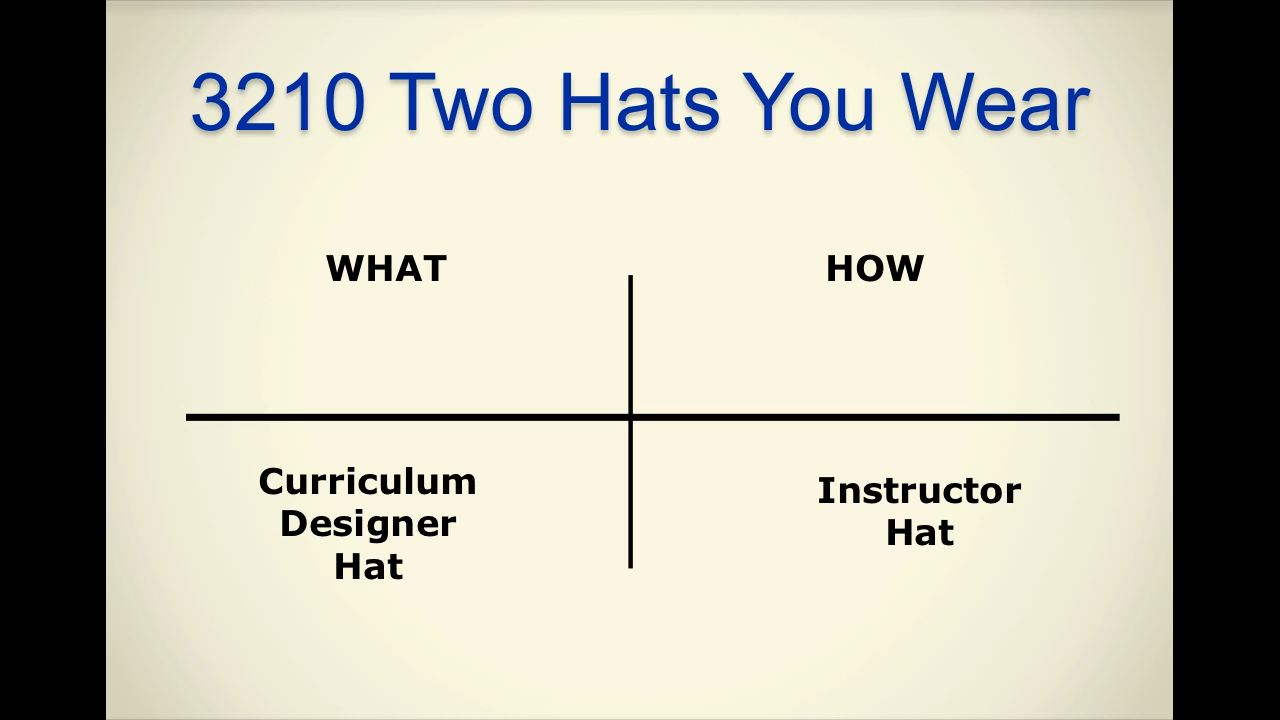 3210 Two Hats You Wear
WHAT
HOW
Curriculum
Designer
Hat
Instructor
Hat